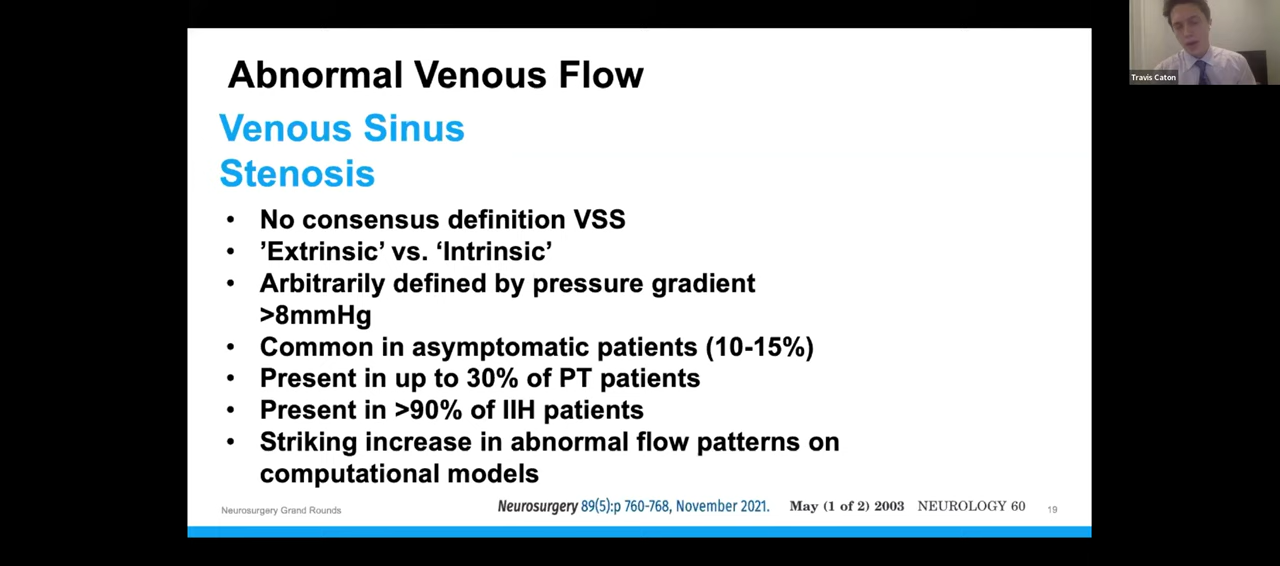 Travis Caton
Abnormal Venous Flow
Venous Sinus
Stenosis
• No consensus definition VSS
• ’Extrinsic’ vs. ‘Intrinsic’
• Arbitrarily defined by pressure gradient
>8mmHg
• Common in asymptomatic patients (10-15%)
• Present in up to 30% of PT patients
• Present in >90% of IIH patients
• Striking increase in abnormal flow patterns on
computational models
Neurosurgery 89(5):p 760-768, November 2021. May (1 of 2) 2003 NEUROLOGY 60
Neurosurgery Grand Rounds 19